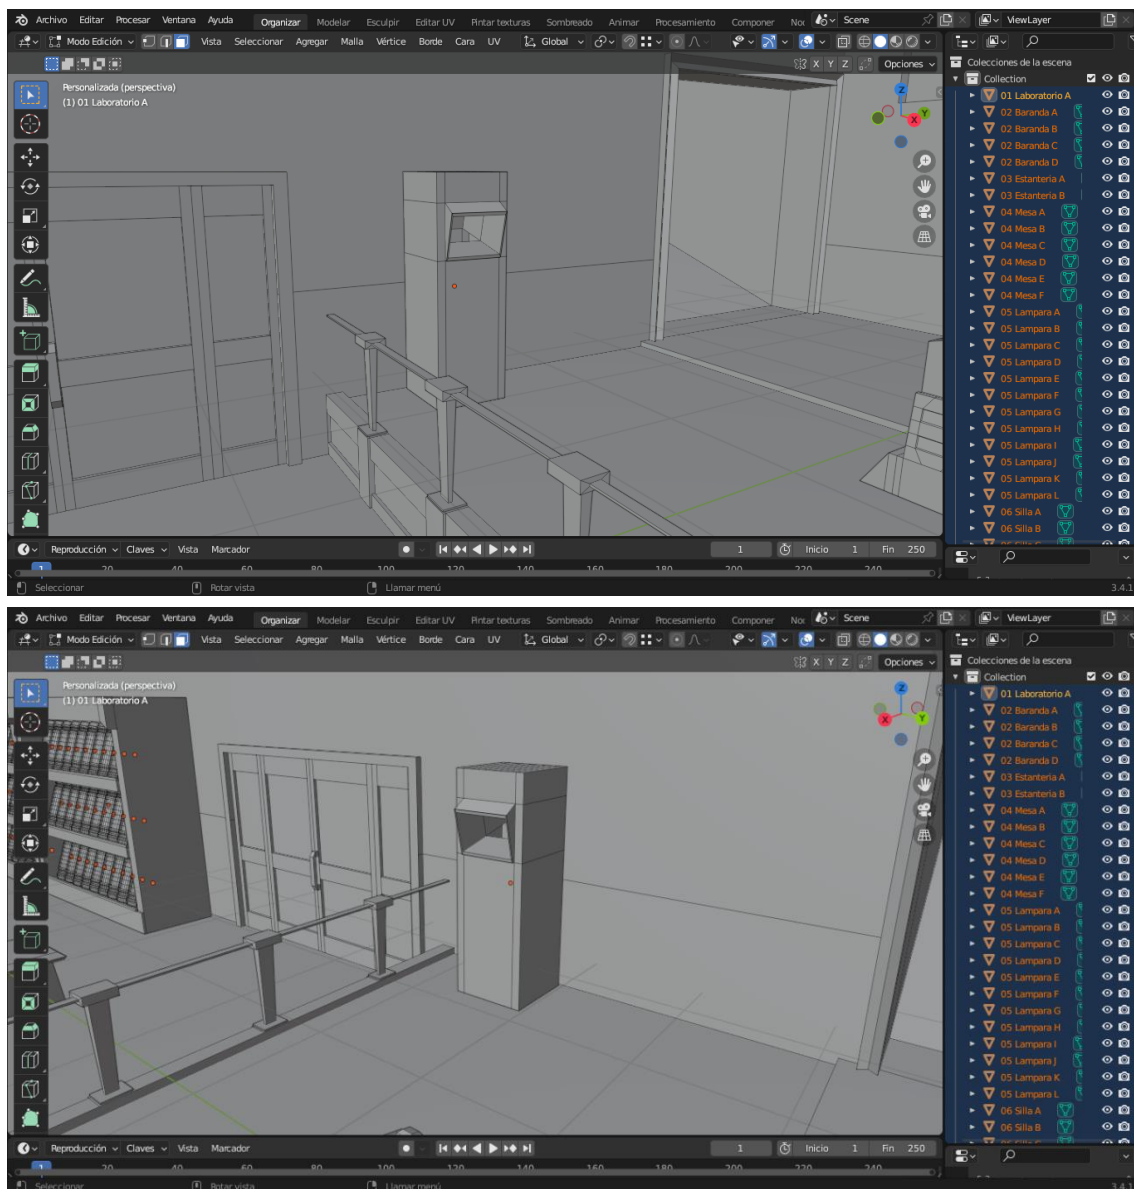 Archivo Editar Procesar Ventana Ayuda Organizar Modelar Esculpir Editar UV Pintar texturas Sombreado Animar Procesamiento Componer Scene ViewLayer
Modo Edición Vista Seleccionar Agregar Malla Vértice Borde Cara UV Global
X Y Z Opciones
Personalizada (perspectiva)
(1) 01 Laboratorio A
Z
Y
X
Colecciones de la escena
Collection
01 Laboratorio A
02 Baranda A
02 Baranda B
02 Baranda C
02 Baranda D
03 Estanteria A
03 Estanteria B
04 Mesa A
04 Mesa B
04 Mesa C
04 Mesa D
04 Mesa E
04 Mesa F
05 Lampara A
05 Lampara B
05 Lampara C
05 Lampara D
05 Lampara E
05 Lampara F
05 Lampara G
05 Lampara H
05 Lampara I
05 Lampara J
05 Lampara K
05 Lampara L
06 Silla A
06 Silla B
Reproducción Claves Vista Marcador 1 Inicio 1 Fin 250
1 20 40 60 80 100 120 140 160 180 200 220 240
Seleccionar Rotar vista Llamar menú 3.4.1
Archivo Editar Procesar Ventana Ayuda Organizar Modelar Esculpir Editar UV Pintar texturas Sombreado Animar Procesamiento Componer Scene ViewLayer
Modo Edición Vista Seleccionar Agregar Malla Vértice Borde Cara UV Global
X Y Z Opciones
Personalizada (perspectiva)
(1) 01 Laboratorio A
Z
X
Y
Colecciones de la escena
Collection
01 Laboratorio A
02 Baranda A
02 Baranda B
02 Baranda C
02 Baranda D
03 Estanteria A
03 Estanteria B
04 Mesa A
04 Mesa B
04 Mesa C
04 Mesa D
04 Mesa E
04 Mesa F
05 Lampara A
05 Lampara B
05 Lampara C
05 Lampara D
05 Lampara E
05 Lampara F
05 Lampara G
05 Lampara H
05 Lampara I
05 Lampara J
05 Lampara K
05 Lampara L
06 Silla A
06 Silla B
Reproducción Claves Vista Marcador 1 Inicio 1 Fin 250
1 20 40 60 80 100 120 140 160 180 200 220 240
Seleccionar Rotar vista Llamar menú 3.4.1